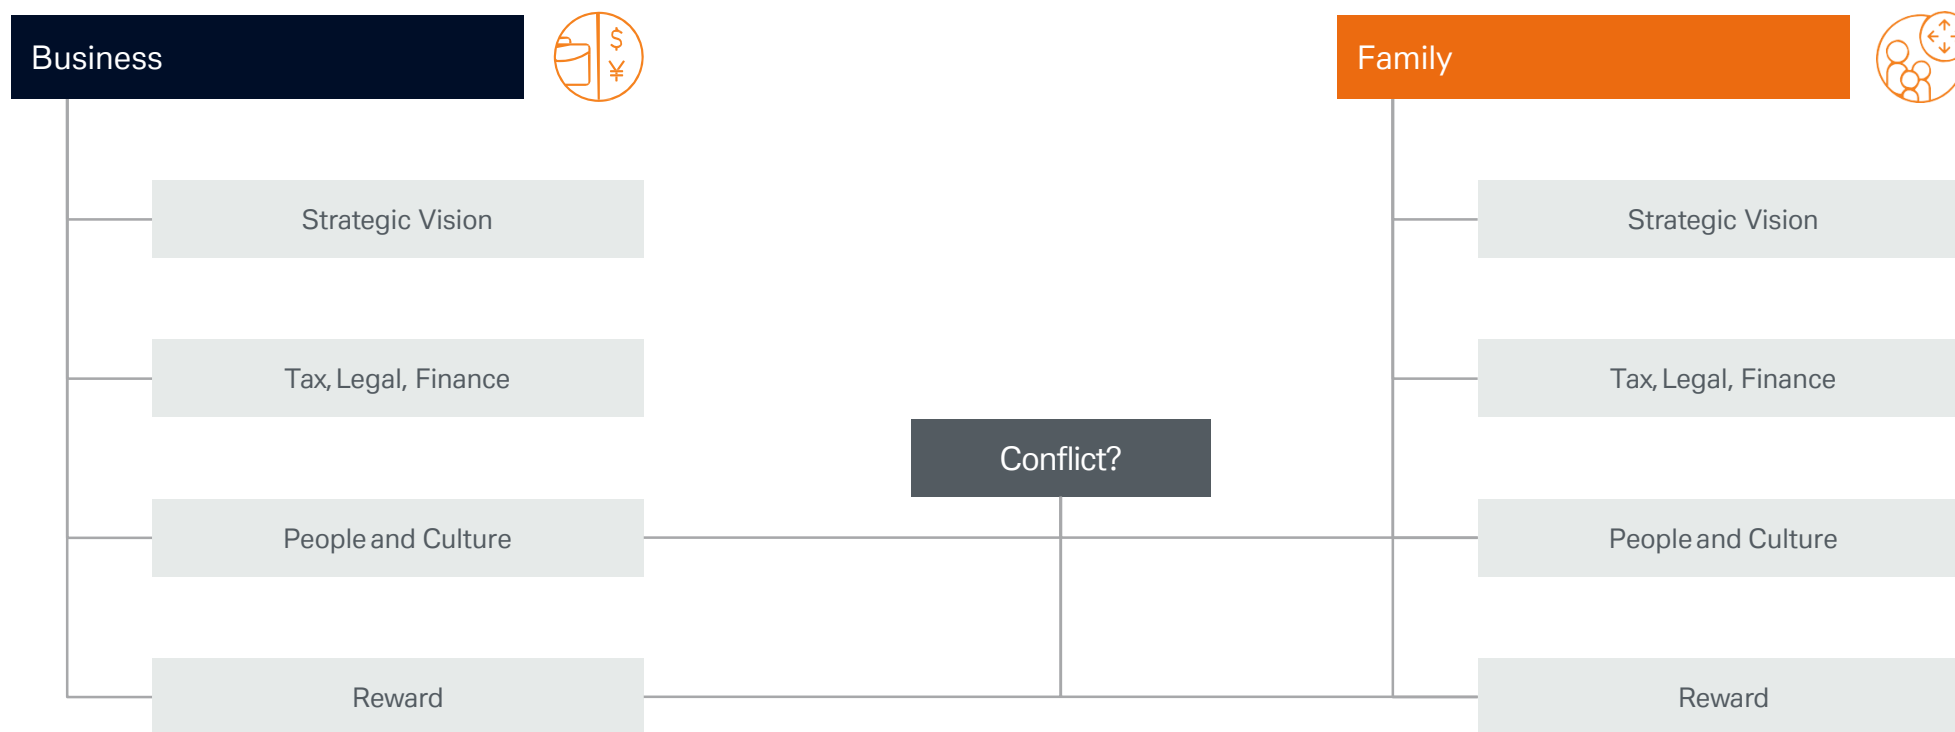 Business
$
¥
Strategic Vision
Tax, Legal, Finance
People and Culture
Reward
Conflict?
Family
Strategic Vision
Tax, Legal, Finance
People and Culture
Reward